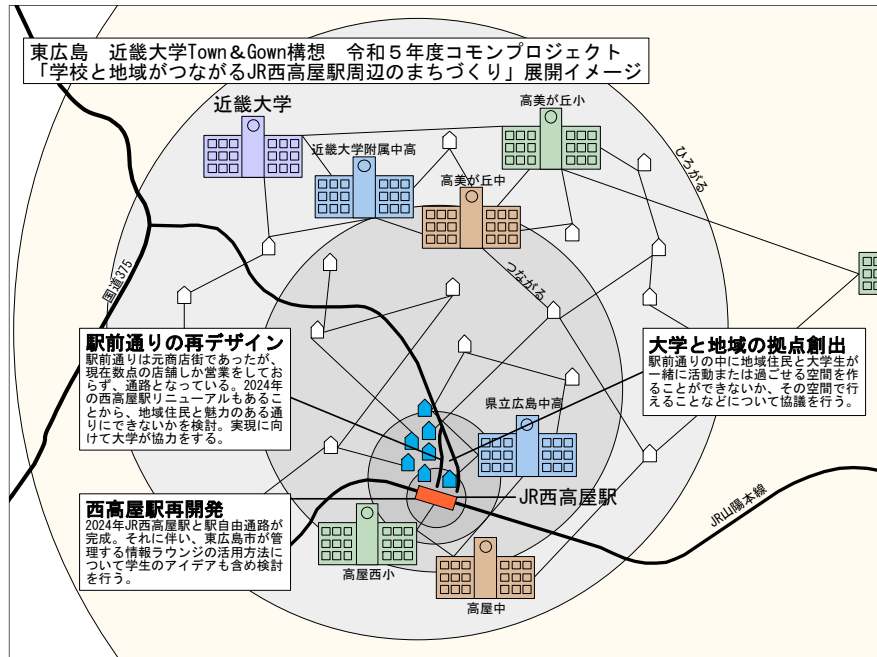 東広島　近畿大学Town＆Gown構想　令和５年度コモンプロジェクト
「学校と地域がつながるJR西高屋駅周辺のまちづくり」展開イメージ
近畿大学
高美が丘小
近畿大学附属中高
高美が丘中
ひろがる
つながる
国道375
駅前通りの再デザイン
駅前通りは元商店街であったが、
現在数点の店舗しか営業をしてお
らず、通路となっている。2024年
の西高屋駅リニューアルもあるこ
とから、地域住民と魅力のある通
りにできないかを検討。実現に向
けて大学が協力をする。
大学と地域の拠点創出
駅前通りの中に地域住民と大学生が
一緒に活動または過ごせる空間を作
ることができないか、その空間で行
えることなどについて協議を行う。
県立広島中高
JR西高屋駅
西高屋駅再開発
2024年JR西高屋駅と駅自由通路が
完成。それに伴い、東広島市が管
理する情報ラウンジの活用方法に
ついて学生のアイデアも含め検討
を行う。
JR山陽本線
高屋西小
高屋中